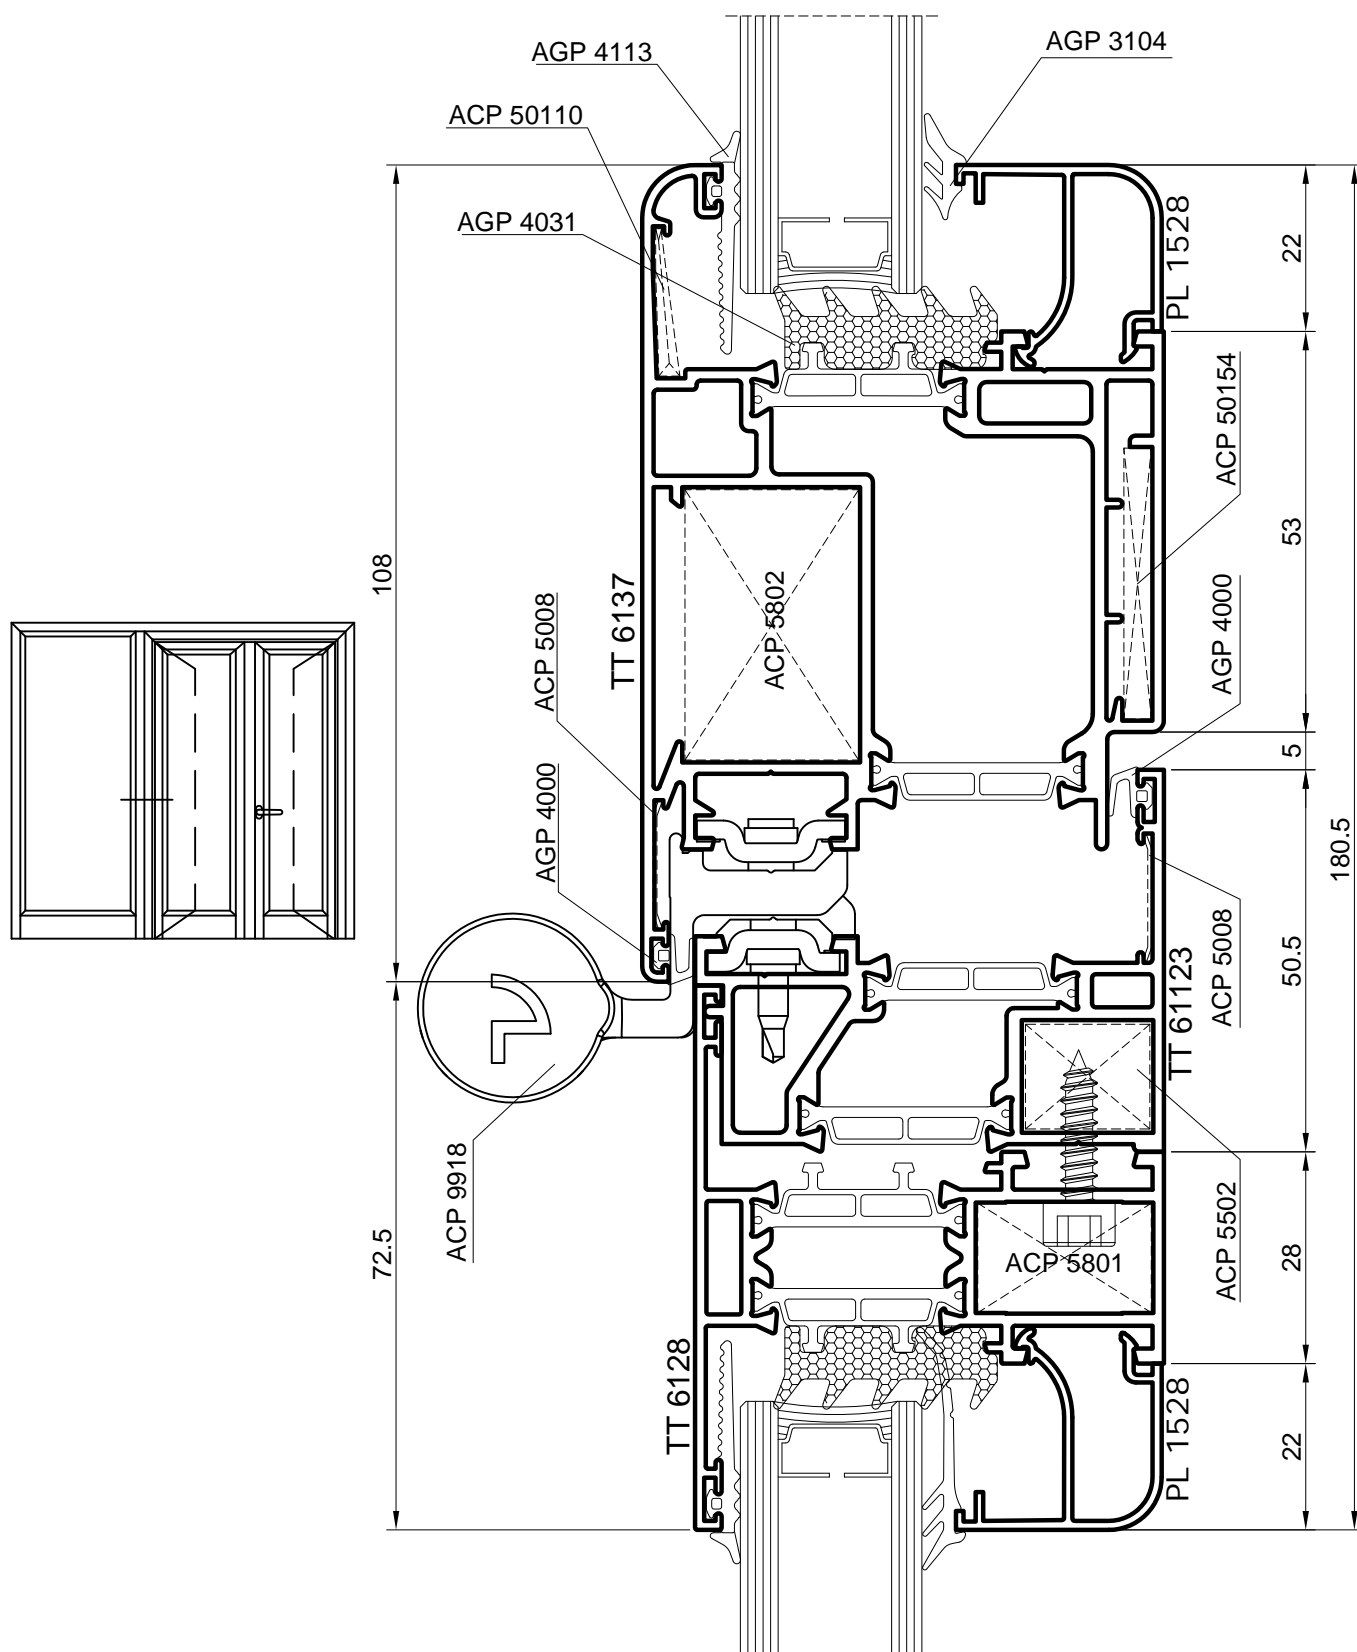 AGP 4113
AGP 3104
ACP 50110
AGP 4031
PL 1528
22
ACP 50154
53
108
TT 6137
ACP 5802
ACP 5008
AGP 4000
5
AGP 4000
180.5
50.5
ACP 5008
TT 61123
ACP 9918
ACP 5502
72.5
ACP 5801
28
TT 6128
PL 1528
22